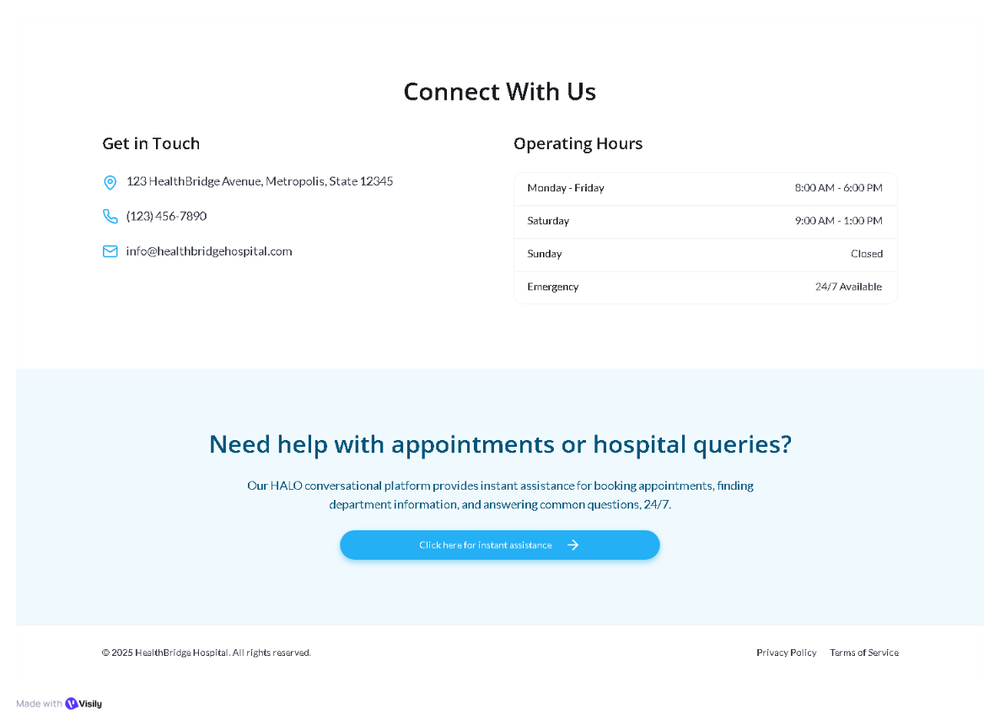 Connect With Us
Get in Touch
123 HealthBridge Avenue, Metropolis, State 12345
(123) 456-7890
info@healthbridgehospital.com
Operating Hours
Monday - Friday 8:00 AM - 6:00 PM
Saturday 9:00 AM - 1:00 PM
Sunday Closed
Emergency 24/7 Available
Need help with appointments or hospital queries?
Our HALO conversational platform provides instant assistance for booking appointments, finding
department information, and answering common questions, 24/7.
Click here for instant assistance
© 2025 HealthBridge Hospital. All rights reserved.
Privacy Policy Terms of Service
Made with Visily